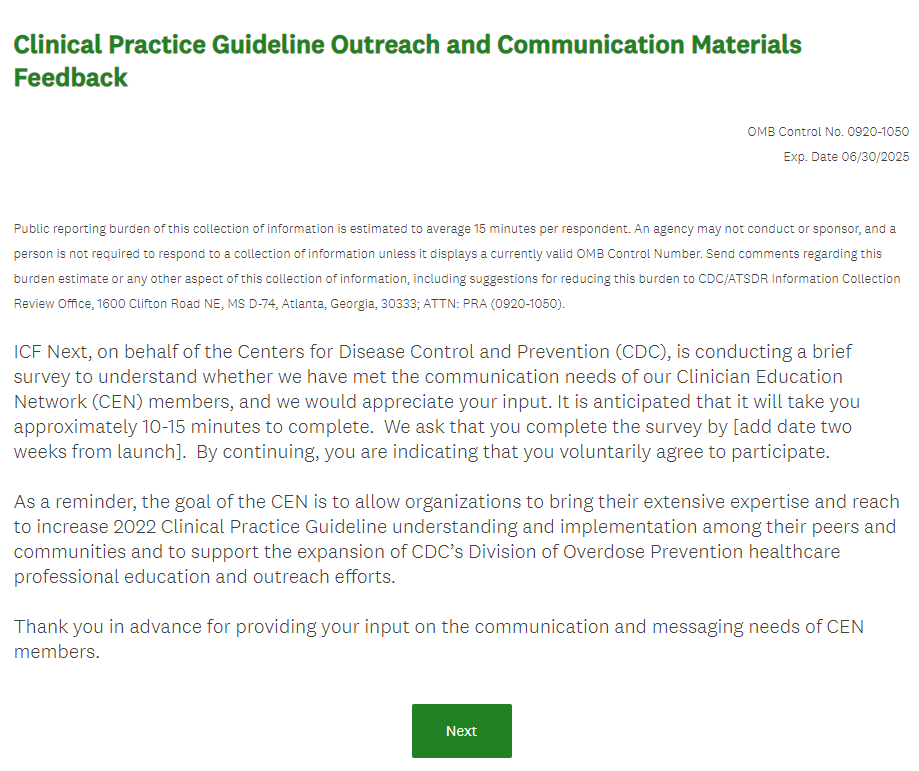 Clinical Practice Guideline Outreach and Communication Materials
Feedback
OMB Control No. 0920-1050
Exp. Date 06/30/2025
Public reporting burden of this collection of information is estimated to average 15 minutes per respondent. An agency may not conduct or sponsor, and a
person is not required to respond to a collection of information unless it displays a currently valid OMB Control Number. Send comments regarding this
burden estimate or any other aspect of this collection of information, including suggestions for reducing this burden to CDC/ATSDR Information Collection
Review Office, 1600 Clifton Road NE, MS D-74, Atlanta, Georgia, 30333; ATTN: PRA (0920-1050).
ICF Next, on behalf of the Centers for Disease Control and Prevention (CDC), is conducting a brief
survey to understand whether we have met the communication needs of our Clinician Education
Network (CEN) members, and we would appreciate your input. It is anticipated that it will take you
approximately 10-15 minutes to complete.  We ask that you complete the survey by [add date two
weeks from launch].  By continuing, you are indicating that you voluntarily agree to participate.
As a reminder, the goal of the CEN is to allow organizations to bring their extensive expertise and reach
to increase 2022 Clinical Practice Guideline understanding and implementation among their peers and
communities and to support the expansion of CDC’s Division of Overdose Prevention healthcare
professional education and outreach efforts.
Thank you in advance for providing your input on the communication and messaging needs of CEN
members.
Next